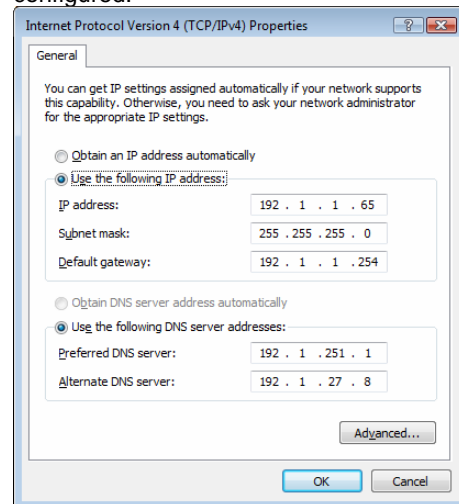 configured.
Internet Protocol Version 4 (TCP/IPv4) Properties
General
You can get IP settings assigned automatically if your network supports
this capability. Otherwise, you need to ask your network administrator
for the appropriate IP settings.
Obtain an IP address automatically
Use the following IP address:
IP address: 192 . 1 . 1 . 65
Subnet mask: 255 . 255 . 255 . 0
Default gateway: 192 . 1 . 1 . 254
Obtain DNS server address automatically
Use the following DNS server addresses:
Preferred DNS server: 192 . 1 . 251 . 1
Alternate DNS server: 192 . 1 . 27 . 8
Advanced...
OK Cancel